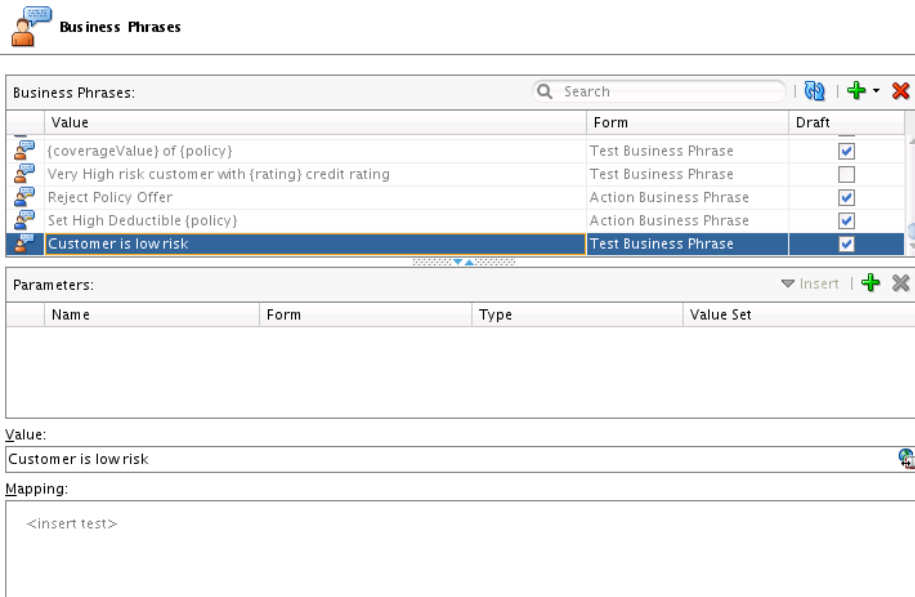 Business Phrases
Business Phrases:
Search
Value Form Draft
{coverageValue} of {policy} Test Business Phrase
Very High risk customer with {rating} credit rating Test Business Phrase
Reject Policy Offer Action Business Phrase
Set High Deductible {policy} Action Business Phrase
Customer is low risk Test Business Phrase
Parameters:
Insert
Name Form Type Value Set
Value:
Customer is low risk
Mapping:
<insert test>